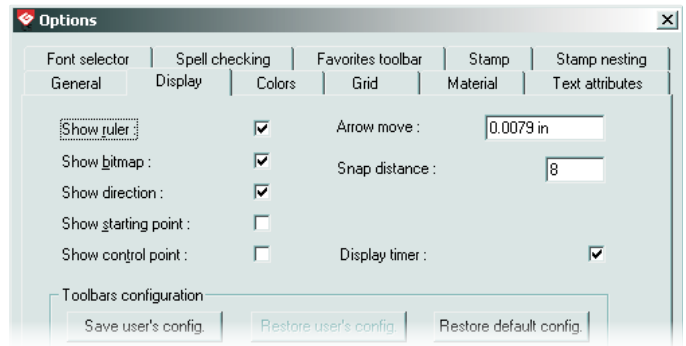 Options
Font selector Spell checking Favorites toolbar Stamp Stamp nesting
General Display Colors Grid Material Text attributes
Show ruler : Arrow move : 0.0079 in
Show bitmap : Snap distance : 8
Show direction :
Show starting point :
Show control point : Display timer :
Toolbars configuration
Save user's config. Restore user's config. Restore default config.